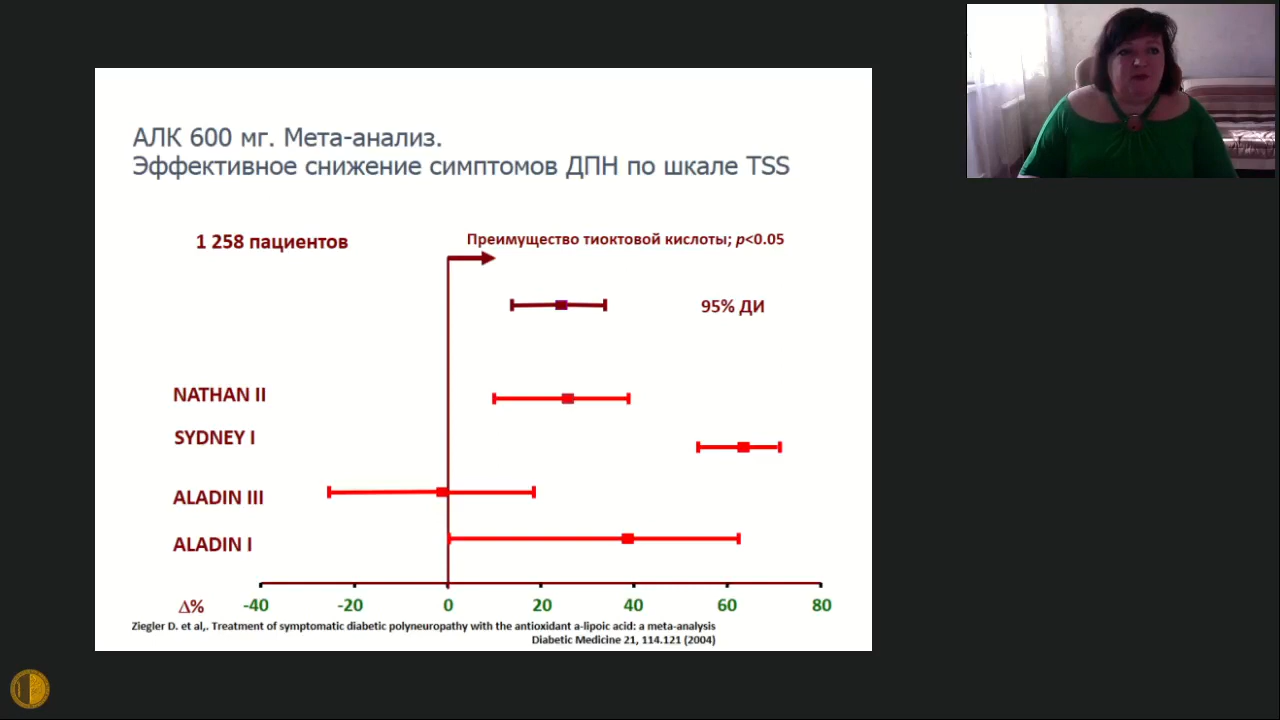 АЛК 600 мг. Мета-анализ.
Эффективное снижение симптомов ДПН по шкале TSS
1 258 пациентов
Преимущество тиоктовой кислоты; p<0.05
95% ДИ
NATHAN II
SYDNEY I
ALADIN III
ALADIN I
Δ% -40 -20 0 20 40 60 80
Ziegler D. et al,. Treatment of symptomatic diabetic polyneuropathy with the antioxidant a-lipoic acid: a meta-analysis
Diabetic Medicine 21, 114.121 (2004)